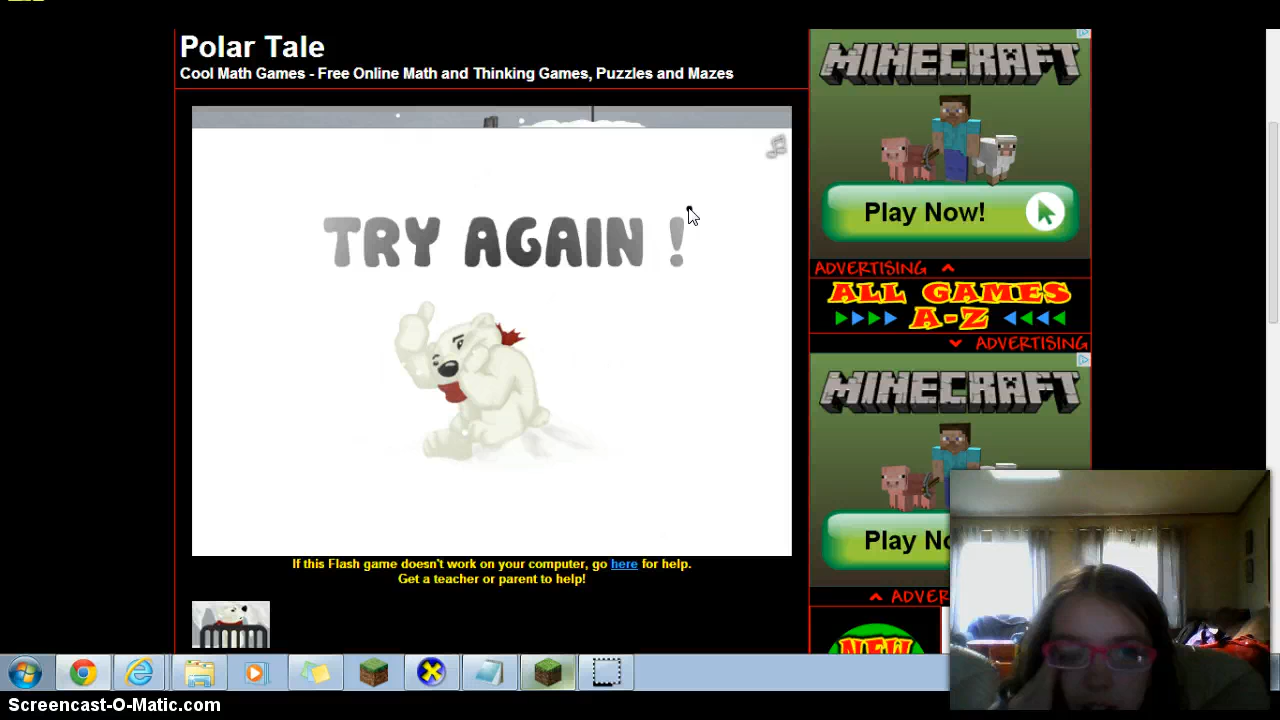 Polar Tale
Cool Math Games - Free Online Math and Thinking Games, Puzzles and Mazes
TRY AGAIN !
If this Flash game doesn't work on your computer, go here for help.
Get a teacher or parent to help!
MINECRAFT
Play Now!
ADVERTISING
ALL GAMES
A-Z
ADVERTISING
MINECRAFT
Play No
ADVER
NEW
Screencast-O-Matic.com